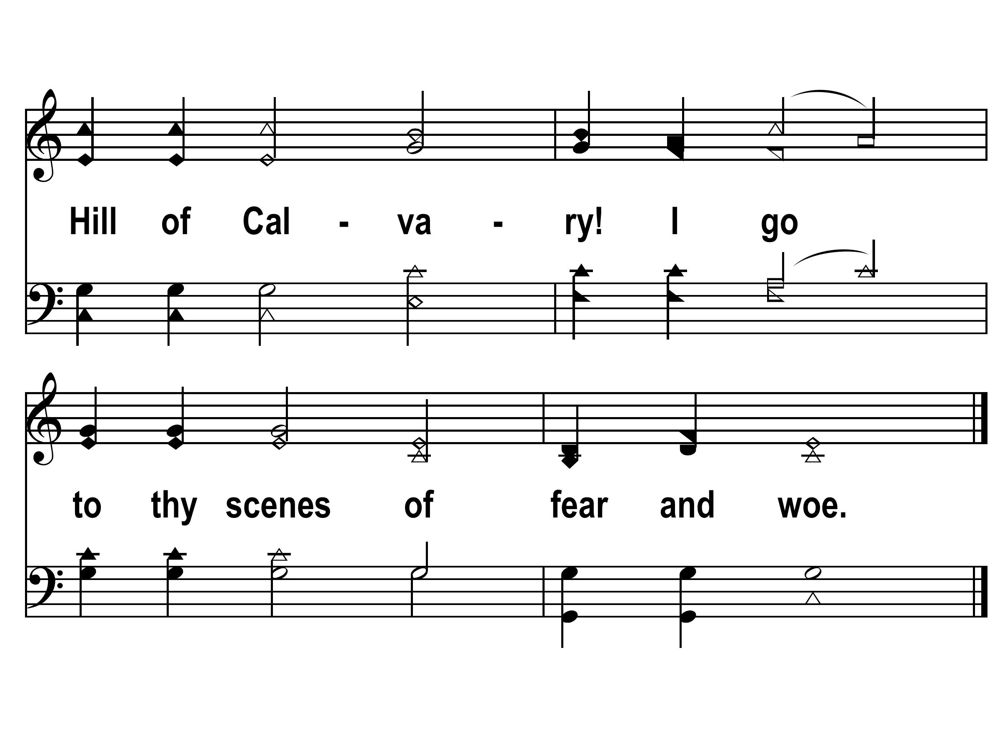 Hill of Cal - va - ry! I go
to thy scenes of fear and woe.